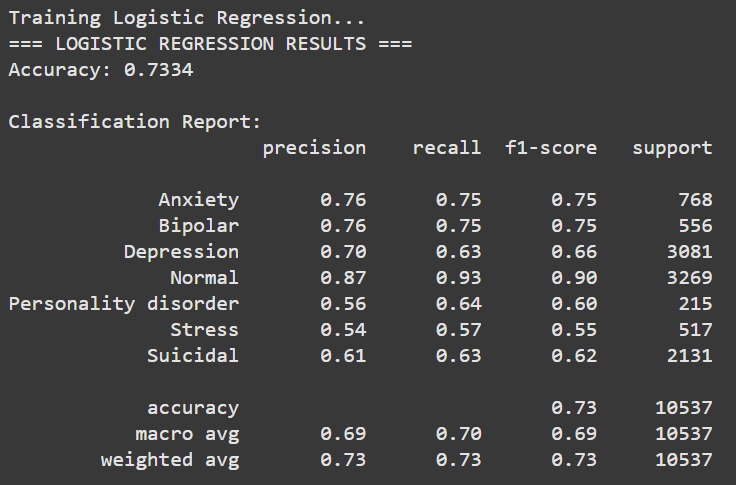 Training Logistic Regression...
=== LOGISTIC REGRESSION RESULTS ===
Accuracy: 0.7334
Classification Report:
precision recall f1-score support
Anxiety 0.76 0.75 0.75 768
Bipolar 0.76 0.75 0.75 556
Depression 0.70 0.63 0.66 3081
Normal 0.87 0.93 0.90 3269
Personality disorder 0.56 0.64 0.60 215
Stress 0.54 0.57 0.55 517
Suicidal 0.61 0.63 0.62 2131
accuracy 0.73 10537
macro avg 0.69 0.70 0.69 10537
weighted avg 0.73 0.73 0.73 10537